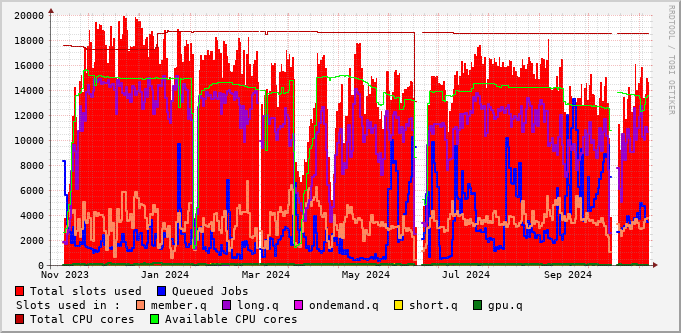 20000
18000
16000
14000
12000
10000
8000
6000
4000
2000
0
Nov 2023 Jan 2024 Mar 2024 May 2024 Jul 2024 Sep 2024
Total slots used Queued Jobs
Slots used in : member.q long.q ondemand.q short.q gpu.q
Total CPU cores Available CPU cores
RRDTOOL / TOBI OETIKER